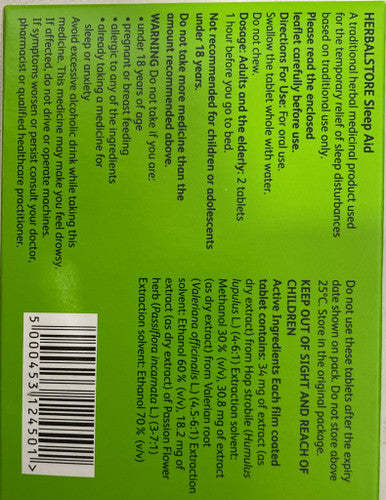 HERBALSTORE Sleep Aid
A traditional herbal medicinal product used
for the temporary relief of sleep disturbances
based on traditional use only.
Please read the enclosed
leaflet carefully before use.
Directions For Use: For oral use.
Swallow the tablet whole with water.
Do not chew.
Dosage: Adults and the elderly: 2 tablets
1 hour before you go to bed.
Not recommended for children or adolescents
under 18 years.
Do not take more medicine than the
amount recommended above.
WARNING Do not take if you are:
• under 18 years of age
• pregnant or breast feeding
• allergic to any of the ingredients
• already taking a medicine for
sleep or anxiety
Avoid excessive alcoholic drink while taking this
medicine. This medicine may make you feel drowsy.
If affected, do not drive or operate machines.
If symptoms worsen or persist consult your doctor,
pharmacist or qualified healthcare practitioner.
Do not use these tablets after the expiry
date shown on pack. Do not store above
25°C. Store in the original package.
KEEP OUT OF SIGHT AND REACH OF
CHILDREN
Active Ingredients Each film coated
tablet contains: 34 mg of extract (as
dry extract) from Hop strobile (Humulus
lupulus L.) (4-6:1) Extraction solvent:
Methanol 30% (v/v), 30.8 mg of extract
(as dry extract) from Valerian root
(Valeriana officinalis L.) (4.5-6:1) Extraction
solvent: Ethanol 60% (v/v), 18.2 mg of
extract (as dry extract) of Passion Flower
herb (Passiflora incarnata L.) (3-7:1)
Extraction solvent: Ethanol 70% (v/v)
5 000453 124501 >